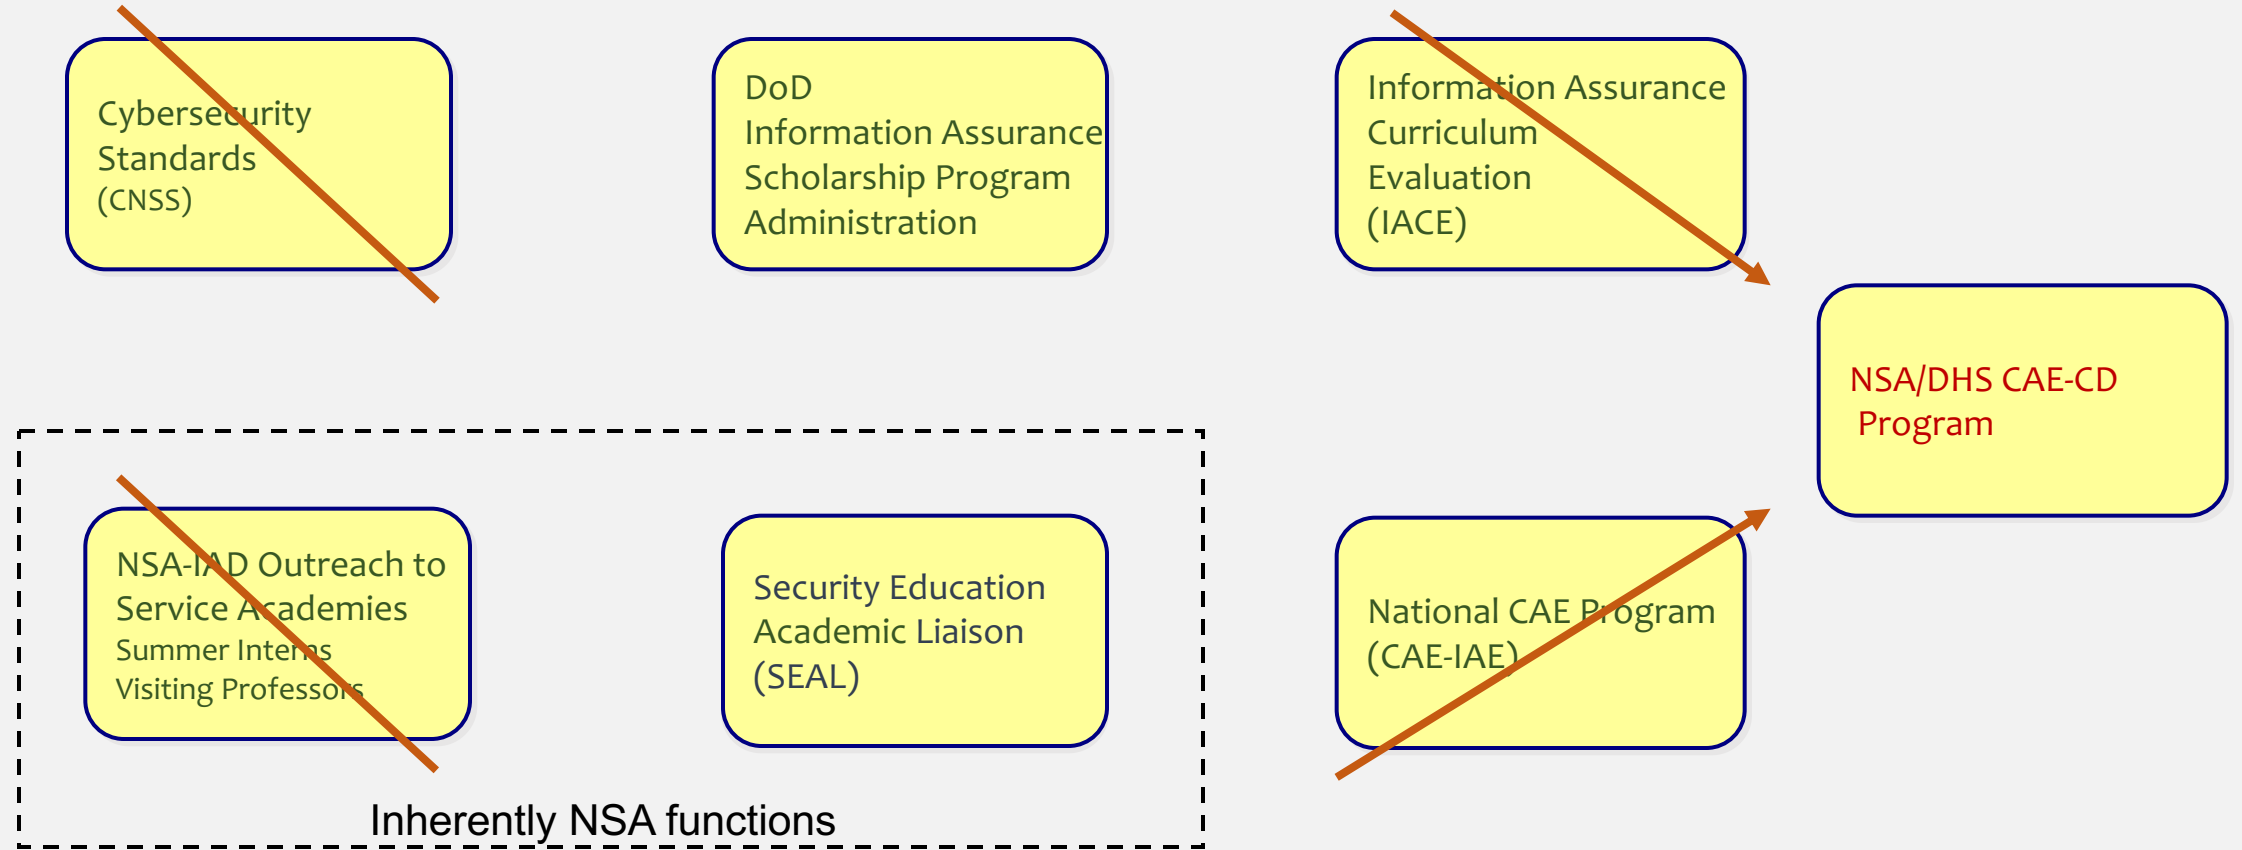 Cybersecurity
Standards
(CNSS)
DoD
Information Assurance
Scholarship Program
Administration
Information Assurance
Curriculum
Evaluation
(IACE)
NSA/DHS CAE-CD
Program
NSA-IAD Outreach to
Service Academies
Summer Interns
Visiting Professors
Security Education
Academic Liaison
(SEAL)
National CAE Program
(CAE-IAE)
Inherently NSA functions